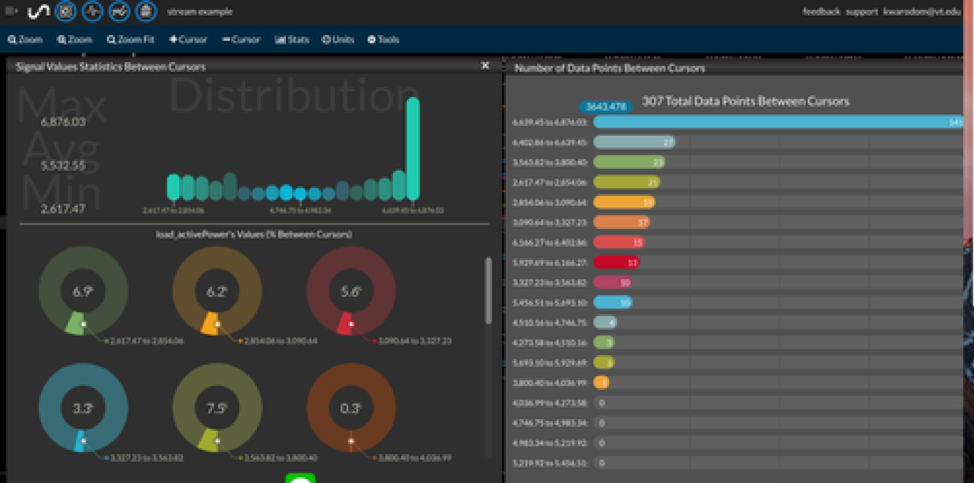 stream example
feedback support kwarodom@vt.edu
Zoom Zoom Zoom Fit Cursor Cursor Stats Units Tools
Signal Values Statistics Between Cursors
Max
6,876.03
Avg
5,532.55
Min
2,617.47
Distribution
2,617.47 to 2,854.06 4,746.75 to 4,983.34 6,639.45 to 6,876.03
load_activePower's Values (% Between Cursors)
6.9 6.2 5.6
2,617.47 to 2,854.06 2,854.06 to 3,090.64 3,090.64 to 3,327.23
3.3 7.5 0.3
3,327.23 to 3,563.82 3,563.82 to 3,800.40 3,800.40 to 4,036.99
Number of Data Points Between Cursors
3643.478 307 Total Data Points Between Cursors
6,639.45 to 6,876.03: 141
6,402.86 to 6,639.45: 27
3,563.82 to 3,800.40: 23
2,617.47 to 2,854.06: 21
2,854.06 to 3,090.64: 19
3,090.64 to 3,327.23: 17
6,166.27 to 6,402.86: 15
5,929.69 to 6,166.27: 13
3,327.23 to 3,563.82: 10
5,456.51 to 5,693.10: 10
4,510.16 to 4,746.75: 4
4,273.58 to 4,510.16: 3
5,693.10 to 5,929.69: 3
3,800.40 to 4,036.99: 1
4,036.99 to 4,273.58: 0
4,746.75 to 4,983.34: 0
4,983.34 to 5,219.92: 0
5,219.92 to 5,456.51: 0